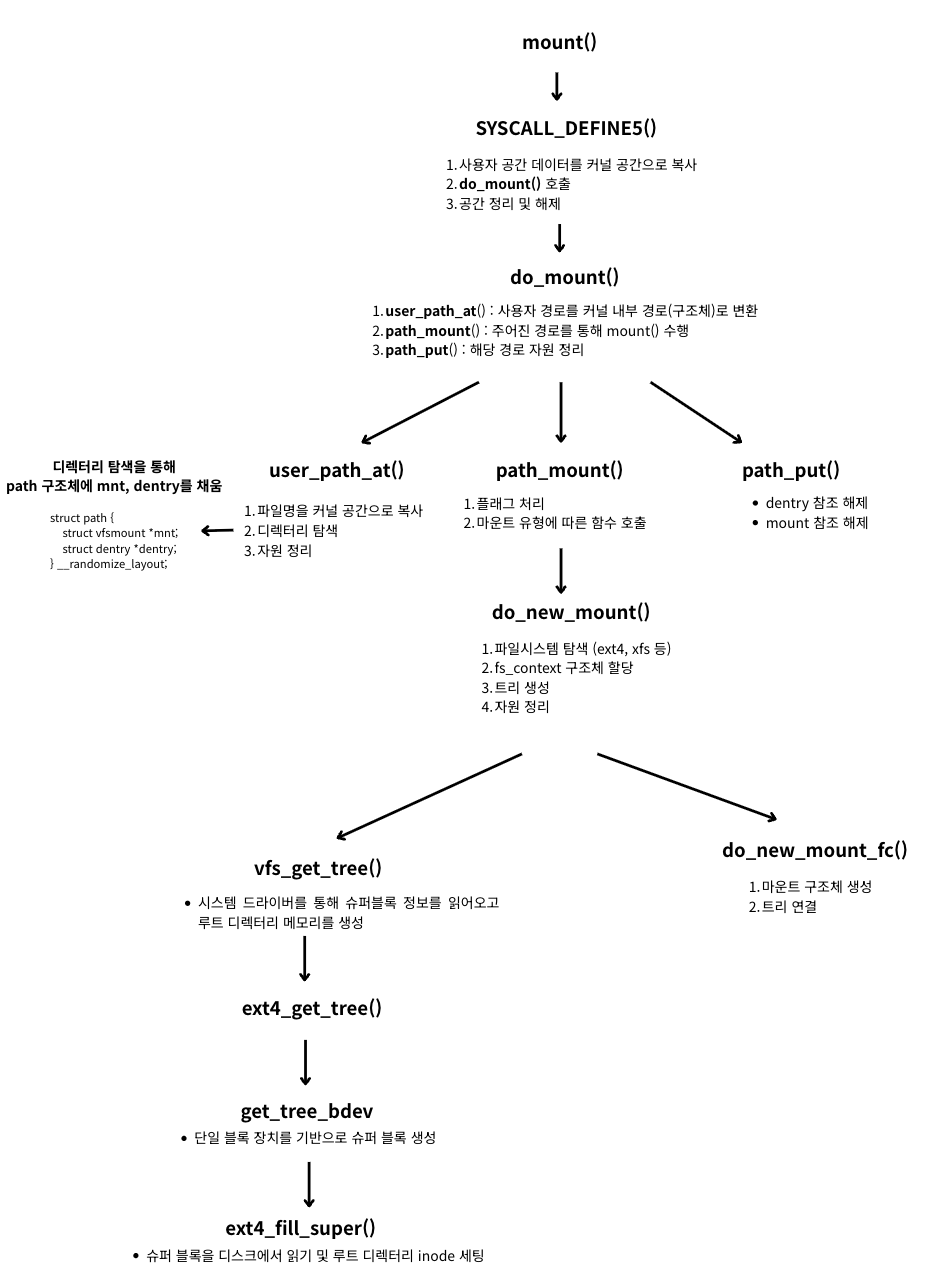 mount()
SYSCALL_DEFINE5()
1.사용자 공간 데이터를 커널 공간으로 복사
2.do_mount() 호출
3.공간 정리 및 해제
do_mount()
1.user_path_at() : 사용자 경로를 커널 내부 경로(구조체)로 변환
2.path_mount() : 주어진 경로를 통해 mount() 수행
3.path_put() : 해당 경로 자원 정리
디렉터리 탐색을 통해
path 구조체에 mnt, dentry를 채움
struct path {
struct vfsmount *mnt;
struct dentry *dentry;
} __randomize_layout;
user_path_at()
1.파일명을 커널 공간으로 복사
2.디렉터리 탐색
3.자원 정리
path_mount()
1.플래그 처리
2.마운트 유형에 따른 함수 호출
path_put()
• dentry 참조 해제
• mount 참조 해제
do_new_mount()
1.파일시스템 탐색 (ext4, xfs 등)
2.fs_context 구조체 할당
3.트리 생성
4.자원 정리
vfs_get_tree()
• 시스템 드라이버를 통해 슈퍼블록 정보를 읽어오고
루트 디렉터리 메모리를 생성
do_new_mount_fc()
1.마운트 구조체 생성
2.트리 연결
ext4_get_tree()
get_tree_bdev
• 단일 블록 장치를 기반으로 슈퍼 블록 생성
ext4_fill_super()
• 슈퍼 블록을 디스크에서 읽기 및 루트 디렉터리 inode 세팅